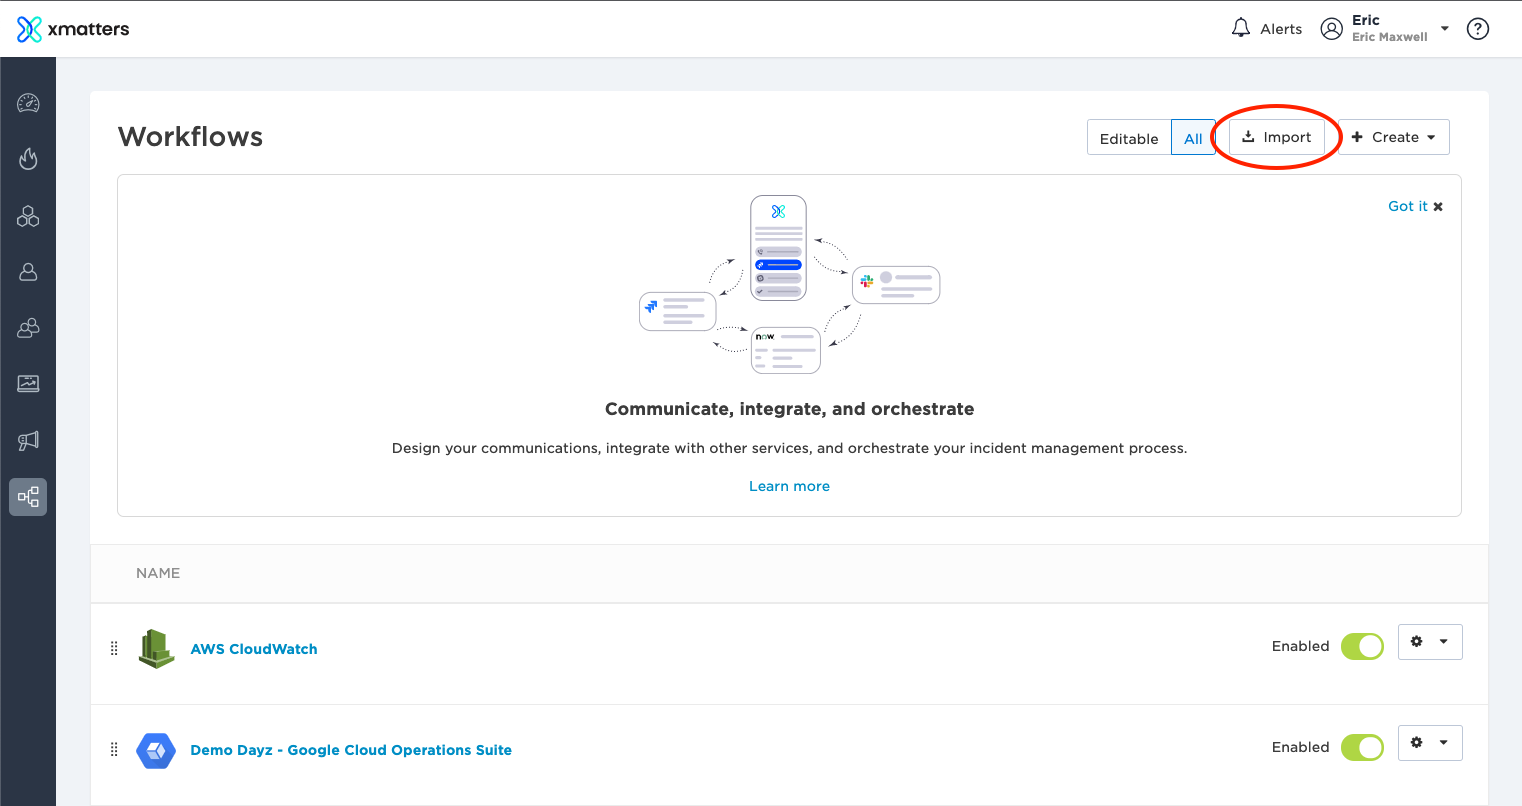 xmatters
Alerts
Eric
Eric Maxwell
Workflows
Editable
All
Import
Create
Got it
now
Communicate, integrate, and orchestrate
Design your communications, integrate with other services, and orchestrate your incident management process.
Learn more
NAME
AWS CloudWatch
Enabled
Demo Dayz - Google Cloud Operations Suite
Enabled